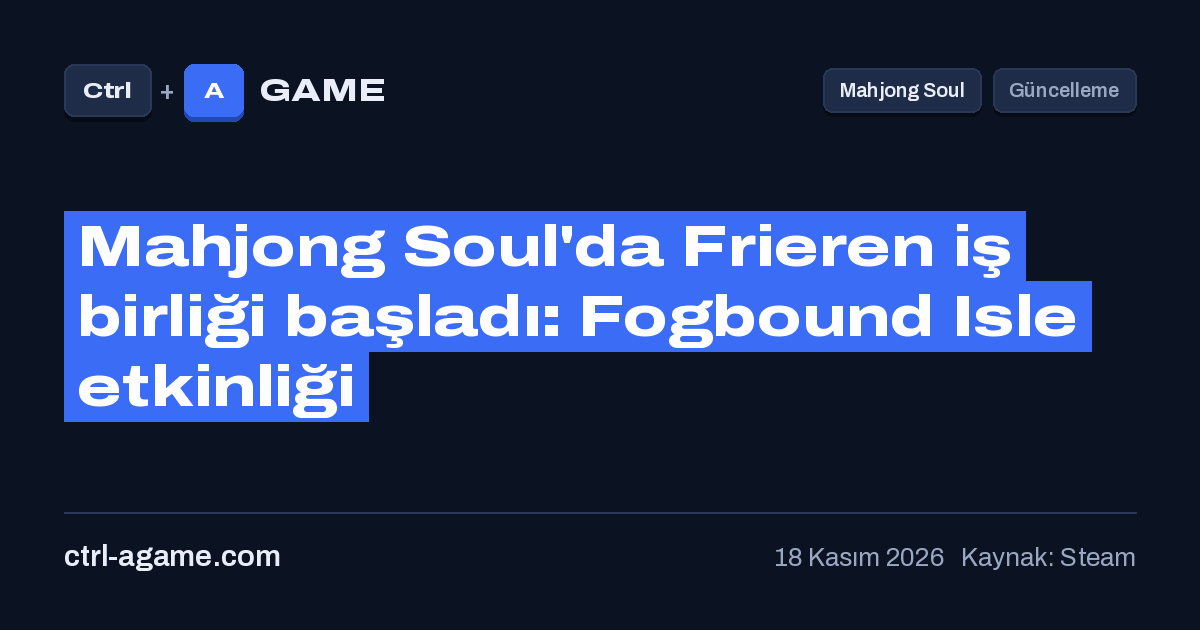 Ctrl + A GAME
Mahjong Soul Güncelleme
Mahjong Soul'da Frieren iş
birliği başladı: Fogbound Isle
etkinliği
ctrl-agame.com
18 Kasım 2026 Kaynak: Steam